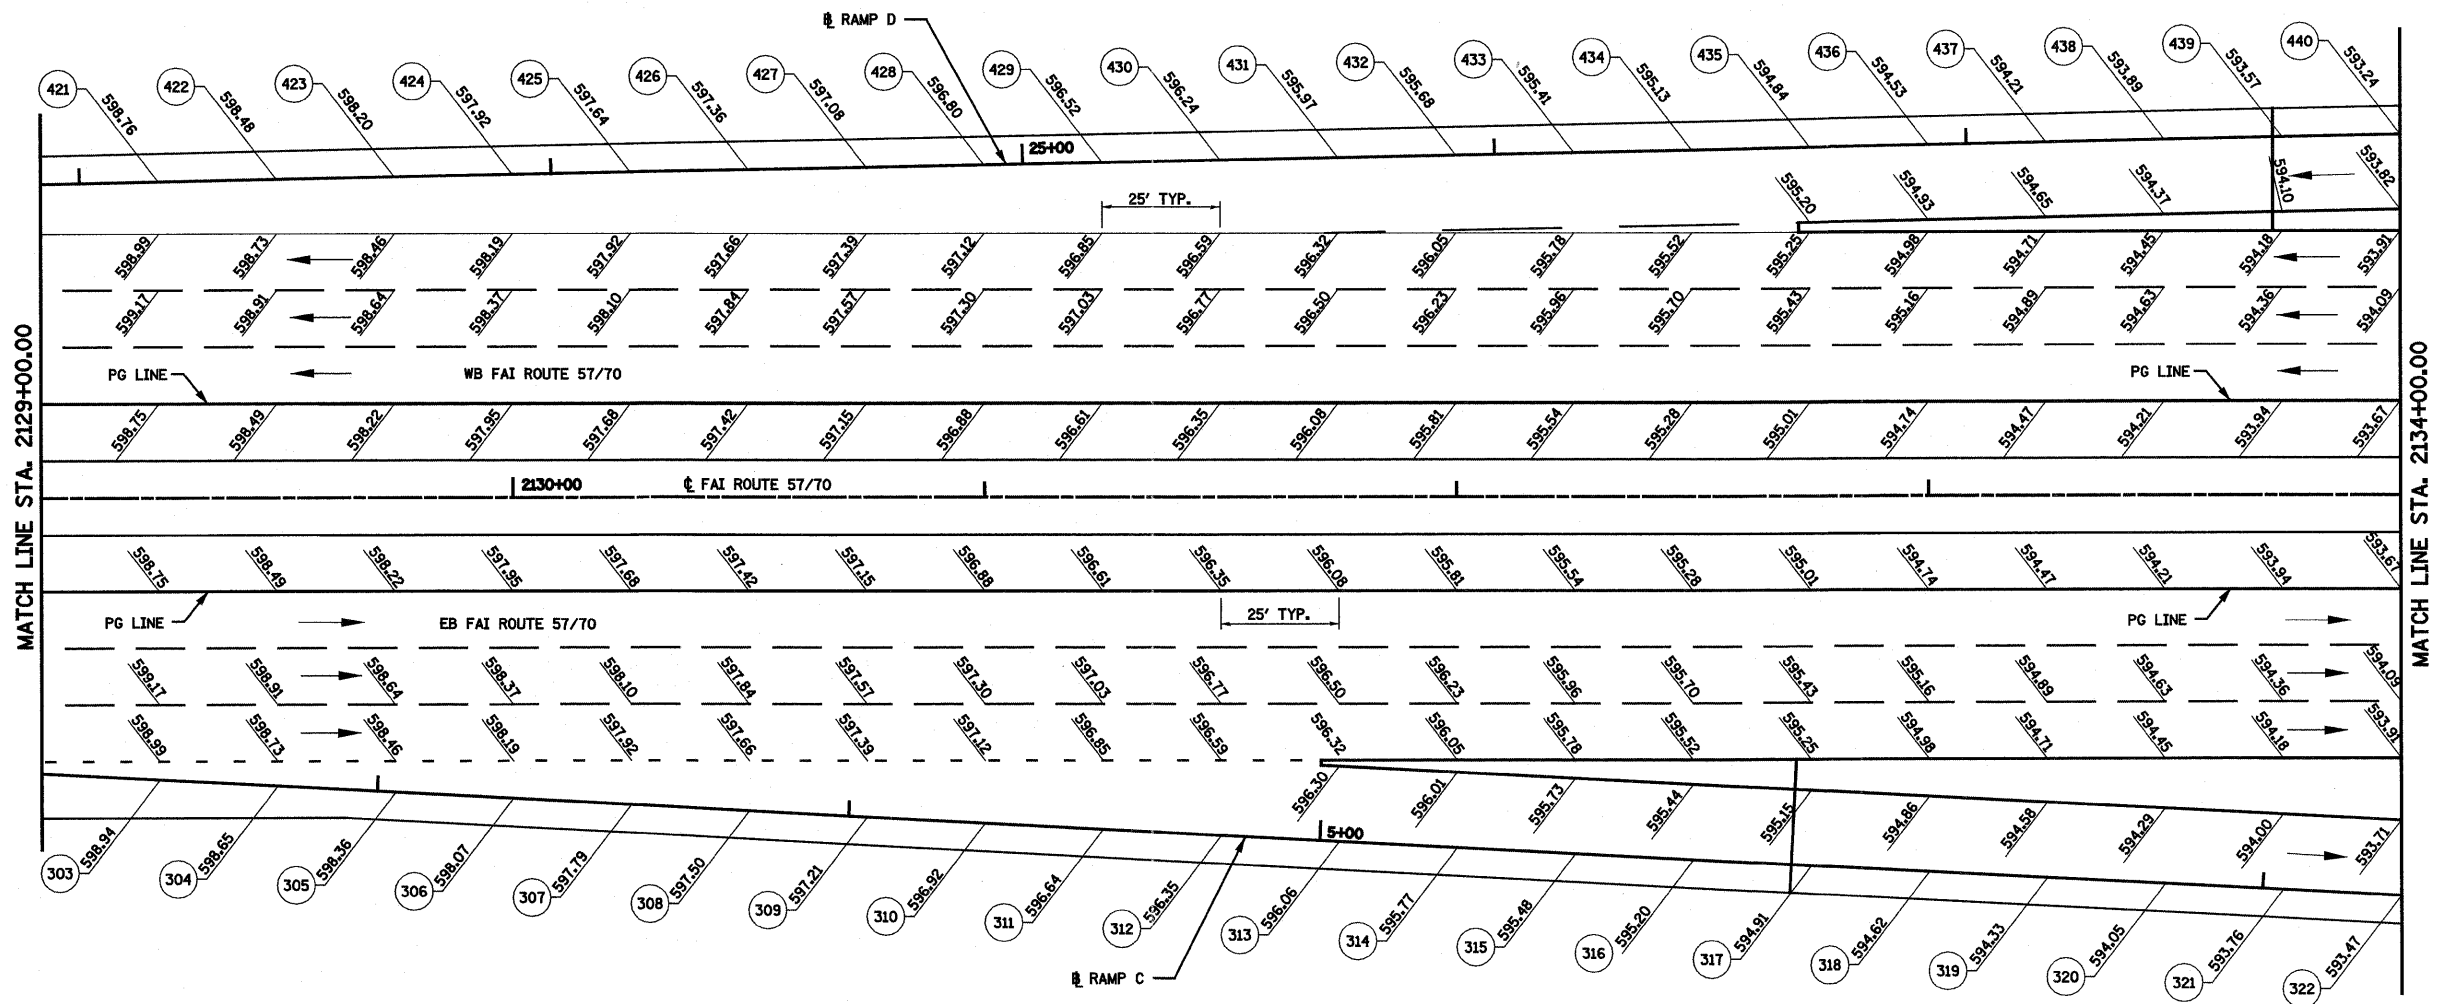 ℄ RAMP D
421 422 423 424 425 426 427 428 429 430 431 432 433 434 435 436 437 438 439 440
598.76 598.48 598.20 597.92 597.64 597.36 597.08 596.80 596.52 596.24 595.97 595.68 595.41 595.13 594.84 594.53 594.21 593.89 593.57 593.24
25+00
595.20 594.93 594.65 594.37 594.10 593.82
25' TYP.
598.99 598.73 598.46 598.19 597.92 597.66 597.39 597.12 596.85 596.59 596.32 596.05 595.78 595.52 595.25 594.98 594.71 594.45 594.18 593.91
599.17 598.91 598.64 598.37 598.10 597.84 597.57 597.30 597.03 596.77 596.50 596.23 595.96 595.70 595.43 595.16 594.89 594.63 594.36 594.09
PG LINE
WB FAI ROUTE 57/70
PG LINE
598.75 598.49 598.22 597.95 597.68 597.42 597.15 596.88 596.61 596.35 596.08 595.81 595.54 595.28 595.01 594.74 594.47 594.21 593.94 593.67
MATCH LINE STA. 2129+00.00
MATCH LINE STA. 2134+00.00
2130+00
℄ FAI ROUTE 57/70
598.75 598.49 598.22 597.95 597.68 597.42 597.15 596.88 596.61 596.35 596.08 595.81 595.54 595.28 595.01 594.74 594.47 594.21 593.94 593.67
PG LINE
EB FAI ROUTE 57/70
25' TYP.
PG LINE
599.17 598.91 598.64 598.37 598.10 597.84 597.57 597.30 597.03 596.77 596.50 596.23 595.96 595.70 595.43 595.16 594.89 594.63 594.36 594.09
598.99 598.73 598.46 598.19 597.92 597.66 597.39 597.12 596.85 596.59 596.32 596.05 595.78 595.52 595.25 594.98 594.71 594.45 594.18 593.91
596.30 596.01 595.73 595.44 595.15 594.86 594.58 594.29 594.00 593.71
5+00
598.94 598.65 598.36 598.07 597.79 597.50 597.21 596.92 596.64 596.35 596.06 595.77 595.48 595.20 594.91 594.62 594.33 594.05 593.76 593.47
303 304 305 306 307 308 309 310 311 312 313 314 315 316 317 318 319 320 321 322
℄ RAMP C